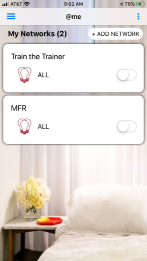 AT&T
9:02 AM
70%
@me
My Networks (2)
+ ADD NETWORK
Train the Trainer
ALL
MFR
ALL